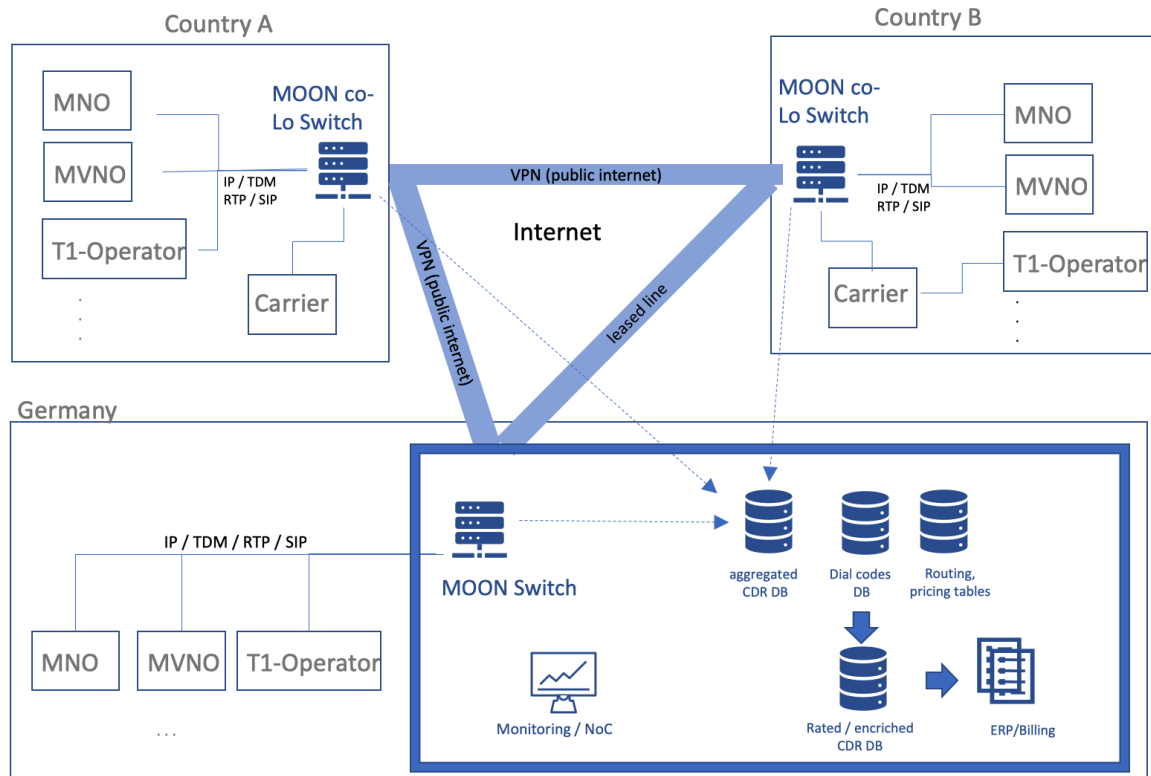 Country A
MNO
MVNO
T1-Operator
.
.
.
MOON co-
Lo Switch
IP / TDM
RTP / SIP
Carrier
VPN (public internet)
Internet
VPN (public internet)
leased line
Country B
MOON co-
Lo Switch
IP / TDM
RTP / SIP
MNO
MVNO
T1-Operator
.
.
.
Carrier
Germany
IP / TDM / RTP / SIP
MNO
MVNO
T1-Operator
...
MOON Switch
aggregated
CDR DB
Dial codes
DB
Routing,
pricing tables
Monitoring / NoC
Rated / encriched
CDR DB
ERP/Billing